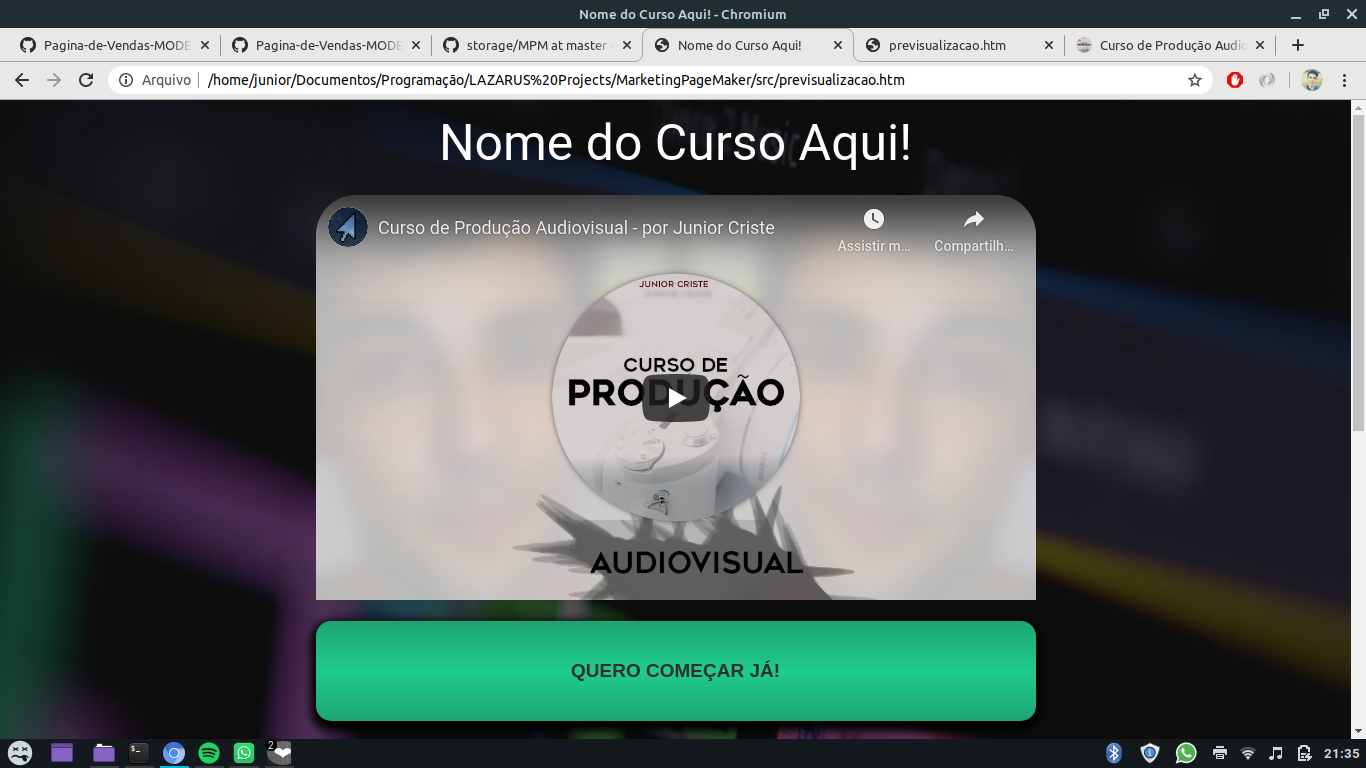 Nome do Curso Aqui! - Chromium
Pagina-de-Vendas-MODE
Pagina-de-Vendas-MODE
storage/MPM at master
Nome do Curso Aqui!
previsualizacao.htm
Curso de Produção Audio
Arquivo
/home/junior/Documentos/Programação/LAZARUS%20Projects/MarketingPageMaker/src/previsualizacao.htm
Nome do Curso Aqui!
Curso de Produção Audiovisual - por Junior Criste
Assistir m...
Compartilh...
JUNIOR CRISTE
CURSO DE
PRODUÇÃO
AUDIOVISUAL
QUERO COMEÇAR JÁ!
2
21:35